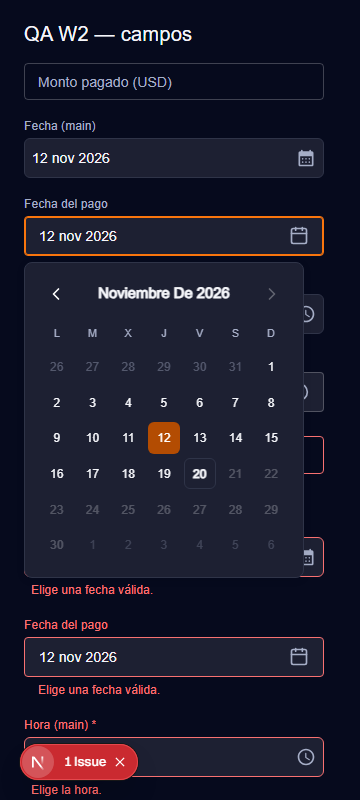 QA W2 — campos
Monto pagado (USD)
Fecha (main)
12 nov 2026
Fecha del pago
12 nov 2026
Noviembre De 2026
L M X J V S D
26 27 28 29 30 31 1
2 3 4 5 6 7 8
9 10 11 12 13 14 15
16 17 18 19 20 21 22
23 24 25 26 27 28 29
30 1 2 3 4 5 6
Elige una fecha válida.
Fecha del pago
12 nov 2026
Elige una fecha válida.
Hora (main) *
N 1 Issue
Elige la hora.